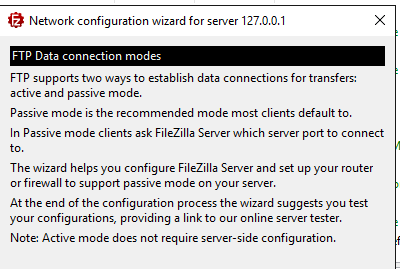 Network configuration wizard for server 127.0.0.1
FTP Data connection modes
FTP supports two ways to establish data connections for transfers:
active and passive mode.
Passive mode is the recommended mode most clients default to.
In Passive mode clients ask FileZilla Server which server port to connect
to.
The wizard helps you configure FileZilla Server and set up your router
or firewall to support passive mode on your server.
At the end of the configuration process the wizard suggests you test
your configurations, providing a link to our online server tester.
Note: Active mode does not require server-side configuration.